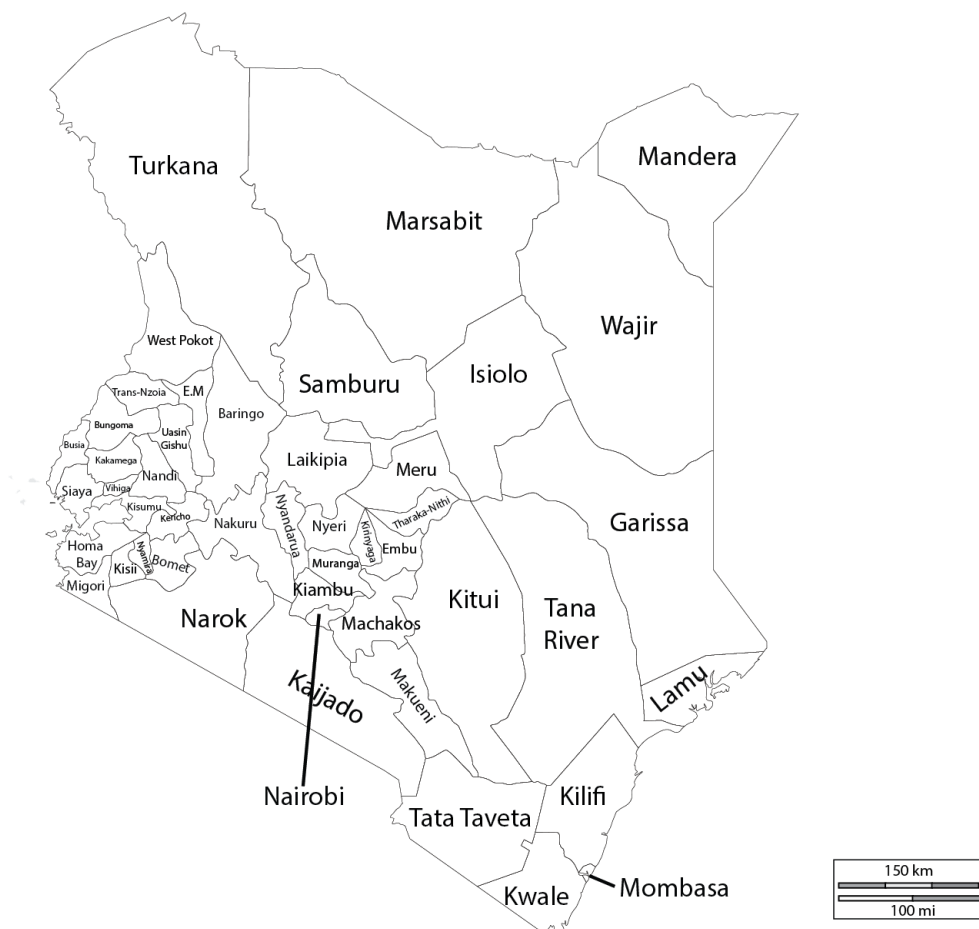 Turkana
Mandera
Marsabit
Wajir
West Pokot
Isiolo
Samburu
Trans-Nzoia
E.M
Baringo
Bungoma
Uasin
Gishu
Busia
Kakamega
Laikipia
Meru
Nandi
Vihiga
Siaya
Kisumu
Kericho
Nakuru
Nyandarua
Nyeri
Kirinyaga
Tharaka-Nithi
Garissa
Homa
Bay
Kisii
Nyamira
Bomet
Embu
Muranga
Migori
Kiambu
Kitui
Tana
River
Narok
Machakos
Kaijado
Makueni
Lamu
Nairobi
Kilifi
Tata Taveta
Kwale
Mombasa
150 km
100 mi